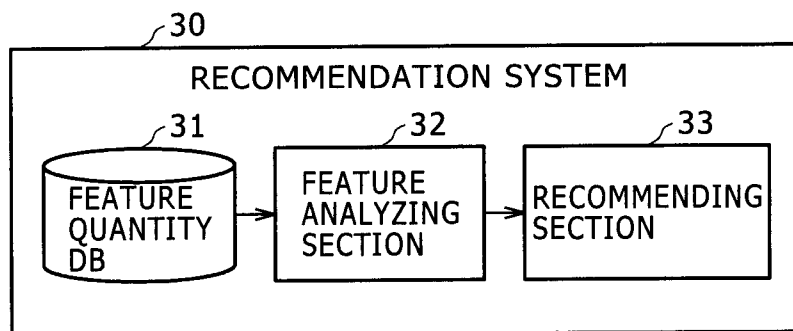 30
RECOMMENDATION SYSTEM
31
32
33
FEATURE
QUANTITY
DB
FEATURE
ANALYZING
SECTION
RECOMMENDING
SECTION